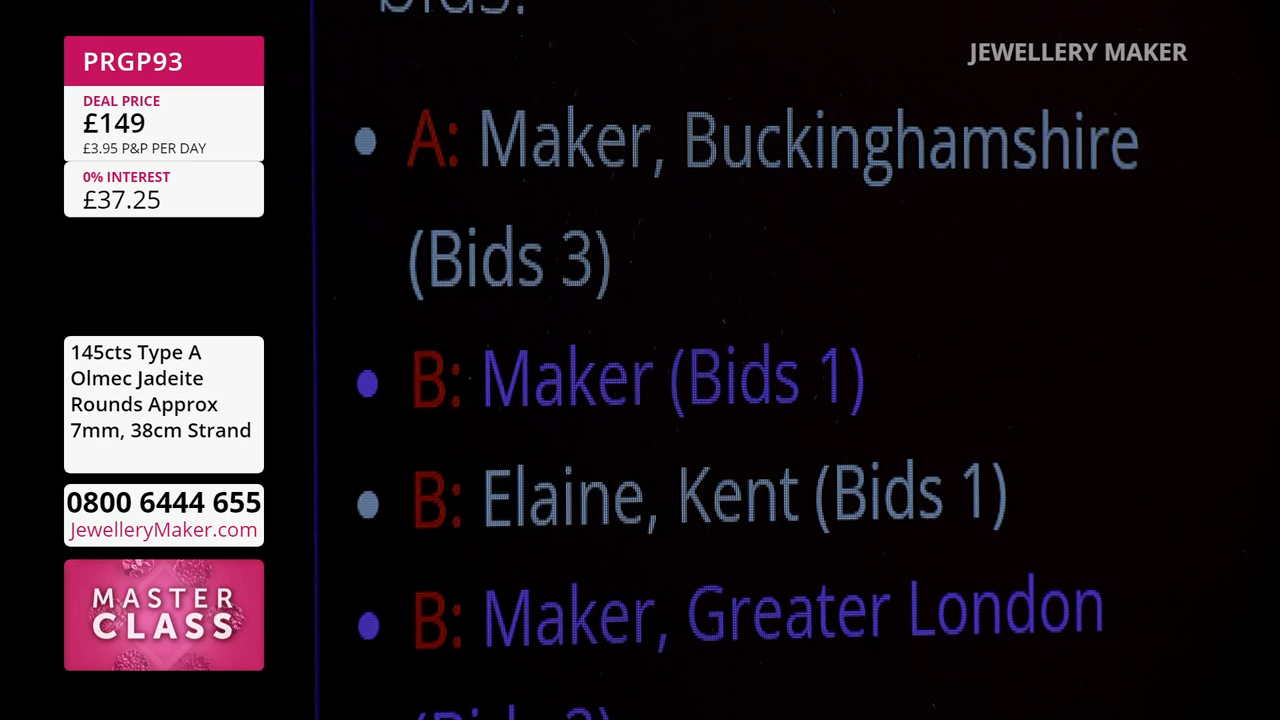 PRGP93
DEAL PRICE
£149
£3.95 P&P PER DAY
0% INTEREST
£37.25
145cts Type A
Olmec Jadeite
Rounds Approx
7mm, 38cm Strand
0800 6444 655
JewelleryMaker.com
MASTER
CLASS
JEWELLERY MAKER
bids:
• A: Maker, Buckinghamshire
(Bids 3)
• B: Maker (Bids 1)
• B: Elaine, Kent (Bids 1)
• B: Maker, Greater London